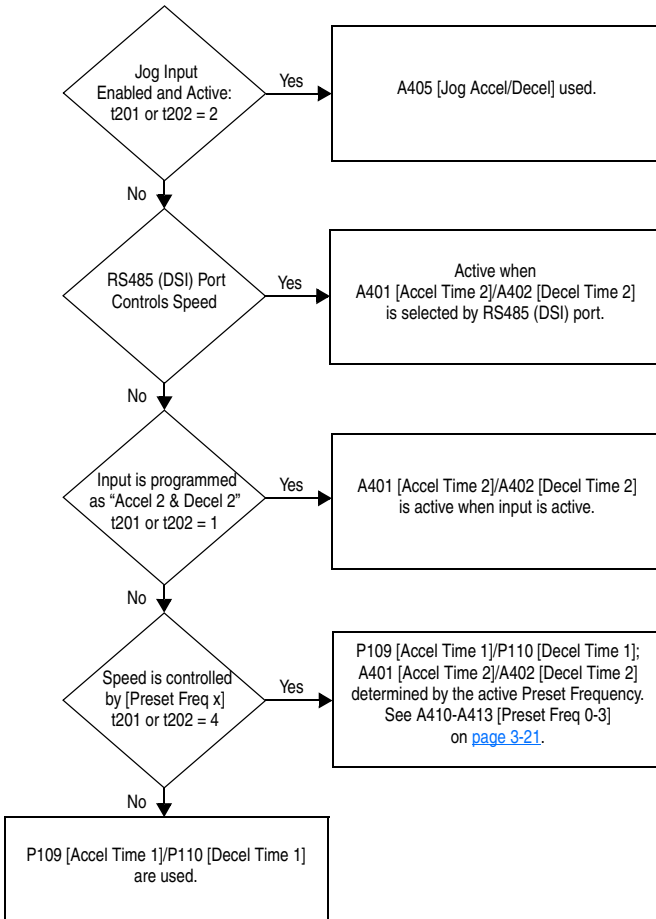 Jog Input
Enabled and Active:
t201 or t202 = 2
Yes
A405 [Jog Accel/Decel] used.
No
RS485 (DSI) Port
Controls Speed
Yes
Active when
A401 [Accel Time 2]/A402 [Decel Time 2]
is selected by RS485 (DSI) port.
No
Input is programmed
as “Accel 2 & Decel 2”
t201 or t202 = 1
Yes
A401 [Accel Time 2]/A402 [Decel Time 2]
is active when input is active.
No
Speed is controlled
by [Preset Freq x]
t201 or t202 = 4
Yes
P109 [Accel Time 1]/P110 [Decel Time 1];
A401 [Accel Time 2]/A402 [Decel Time 2]
determined by the active Preset Frequency.
See A410-A413 [Preset Freq 0-3]
on page 3-21.
No
P109 [Accel Time 1]/P110 [Decel Time 1]
are used.